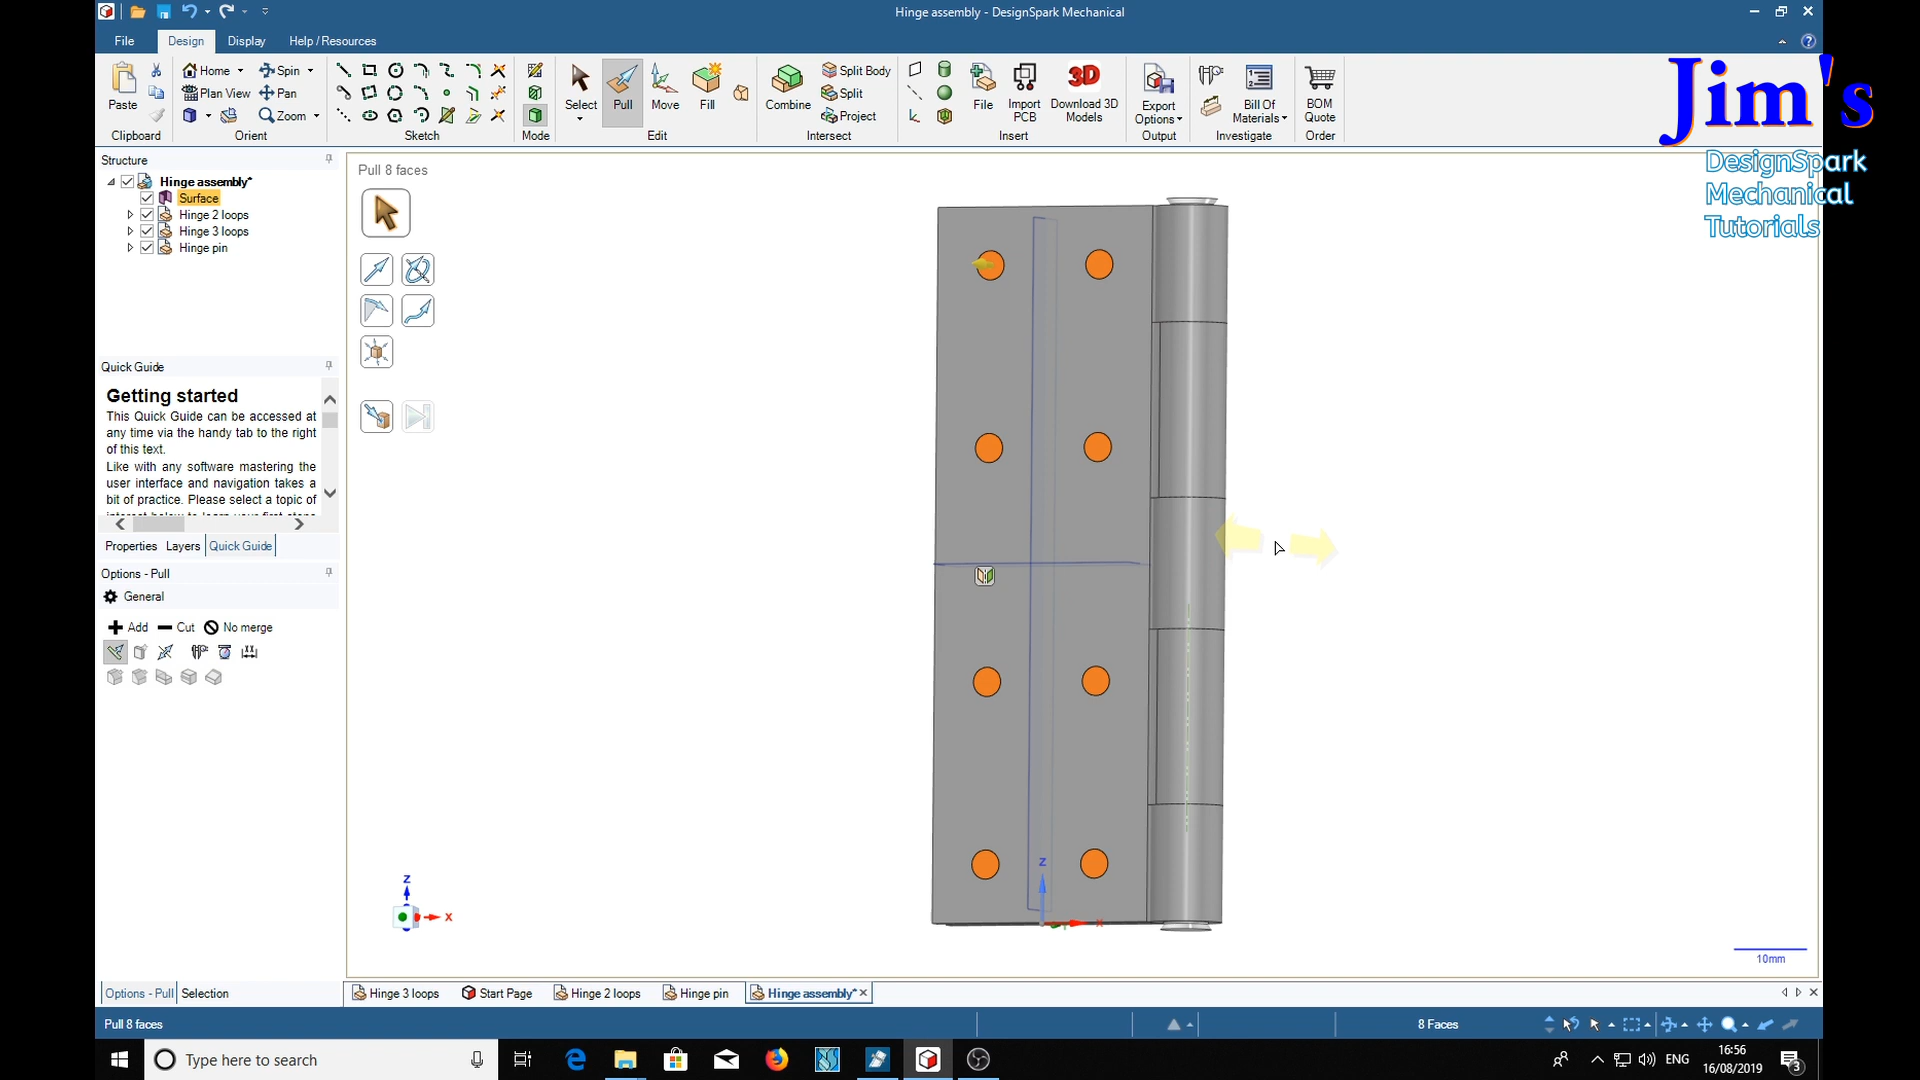 Hinge assembly - DesignSpark Mechanical
File Design Display Help / Resources
Paste
Clipboard
Home Spin
Plan View Pan
Zoom
Orient
Sketch
Mode
Select Pull Move Fill
Edit
Combine Split Body
Split
Project
Intersect
File Import PCB Download 3D Models
3D
Insert
Export Options
Output
Bill Of Materials
Investigate
BOM Quote
Order
Jim's
DesignSpark
Mechanical
Tutorials
Structure
Hinge assembly*
Surface
Hinge 2 loops
Hinge 3 loops
Hinge pin
Pull 8 faces
Quick Guide
Getting started
This Quick Guide can be accessed at
any time via the handy tab to the right
of this text.
Like with any software mastering the
user interface and navigation takes a
bit of practice. Please select a topic of
Properties Layers Quick Guide
Options - Pull
General
Add Cut No merge
Z
X
Z
X
10mm
Options - Pull Selection
Hinge 3 loops Start Page Hinge 2 loops Hinge pin Hinge assembly*
Pull 8 faces
8 Faces
Type here to search
ENG
16:56
16/08/2019
3